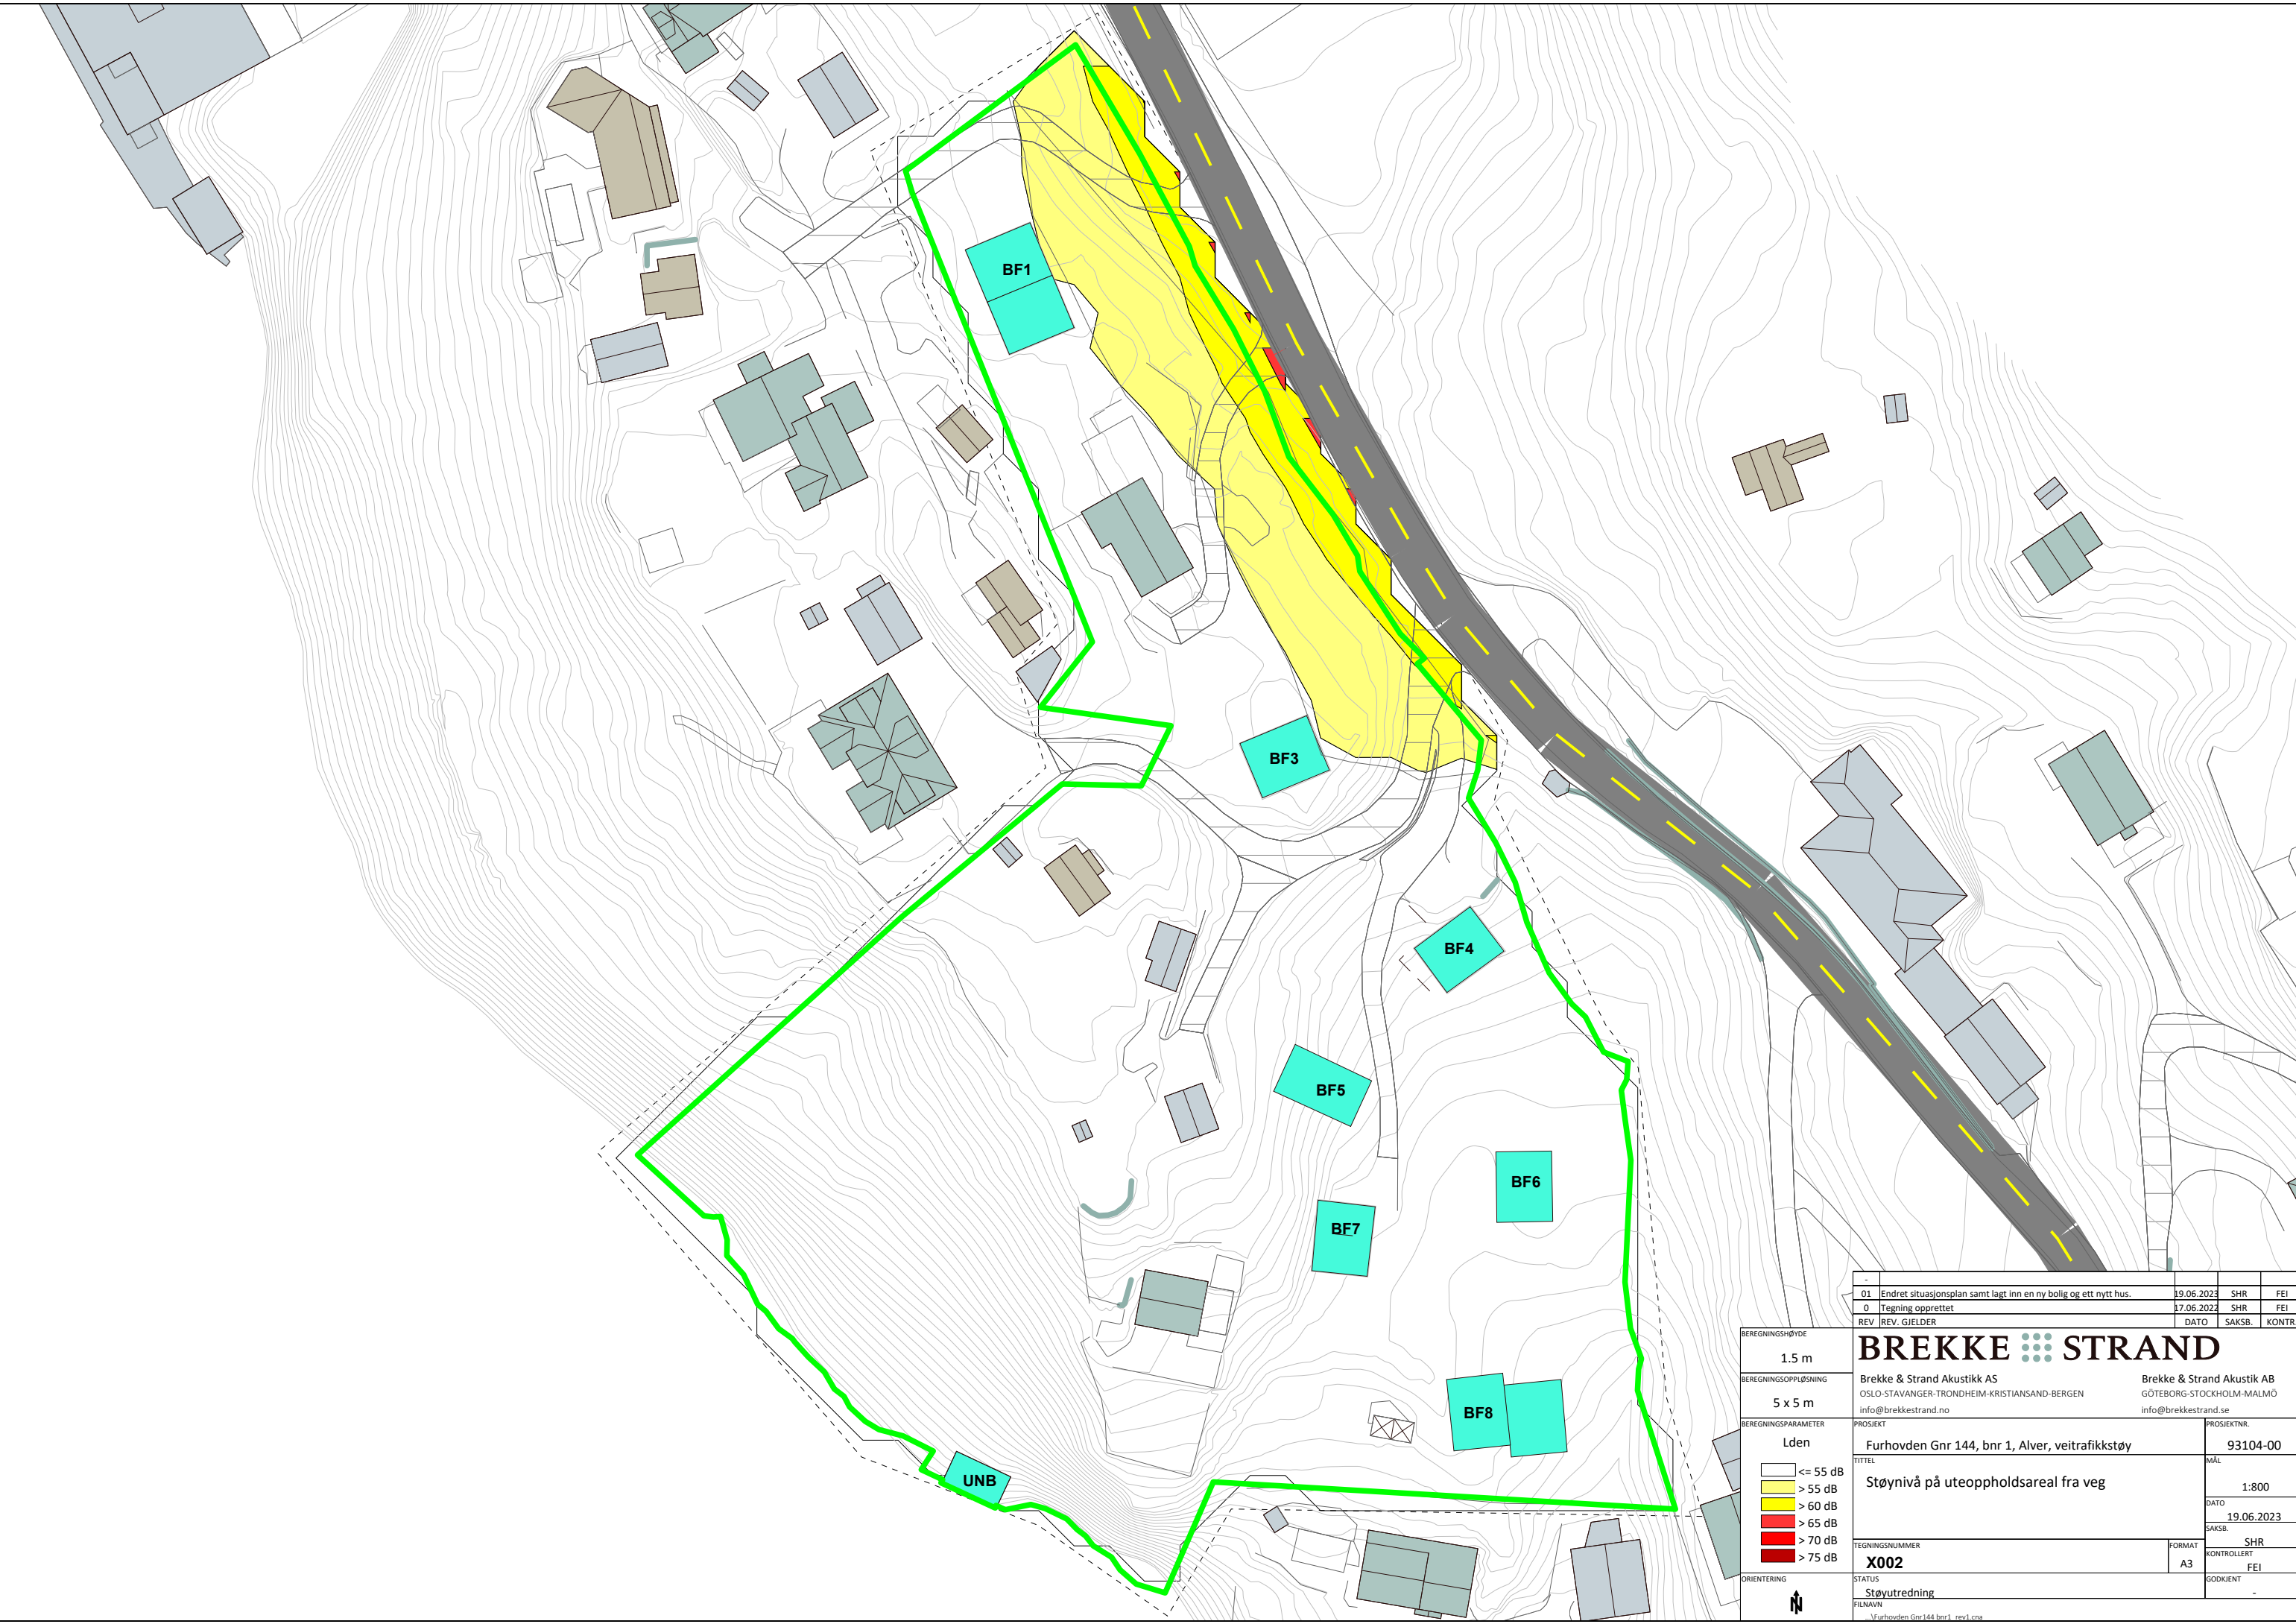 BF1
BF3
BF4
BF5
BF6
BF7
BF8
UNB
-
01 Endret situasjonsplan samt lagt inn en ny bolig og ett nytt hus. 19.06.2023 SHR FEI
0 Tegning opprettet 17.06.2022 SHR FEI
REV REV. GJELDER DATO SAKSB. KONTR.
BEREGNINGSHØYDE
1.5 m
BEREGNINGSOPPLØSNING
5 x 5 m
BEREGNINGSPARAMETER
Lden
<= 55 dB
> 55 dB
> 60 dB
> 65 dB
> 70 dB
> 75 dB
ORIENTERING
N
BREKKE STRAND
Brekke & Strand Akustikk AS
OSLO-STAVANGER-TRONDHEIM-KRISTIANSAND-BERGEN
info@brekkestrand.no
Brekke & Strand Akustik AB
GÖTEBORG-STOCKHOLM-MALMÖ
info@brekkestrand.se
PROSJEKT
Furhovden Gnr 144, bnr 1, Alver, veitrafikkstøy
PROSJEKTNR.
93104-00
TITTEL
Støynivå på uteoppholdsareal fra veg
MÅL
1:800
DATO
19.06.2023
SAKSB.
SHR
TEGNINGSNUMMER
X002
FORMAT
A3
KONTROLLERT
FEI
STATUS
Støyutredning
GODKJENT
-
FILNAVN
...\Furhovden Gnr144 bnr1_rev1.cna